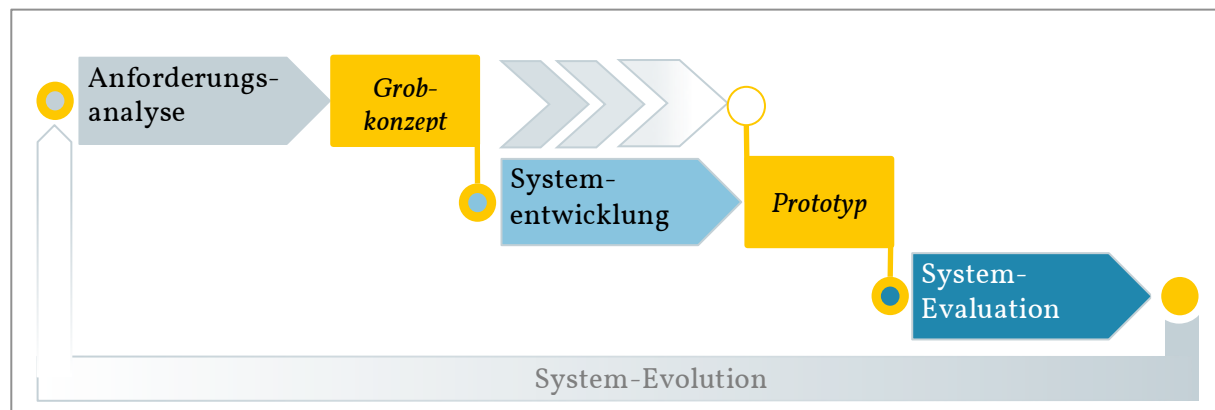 Anforderungs-
analyse
Grob-
konzept
System-
entwicklung
Prototyp
System-
Evaluation
System-Evolution